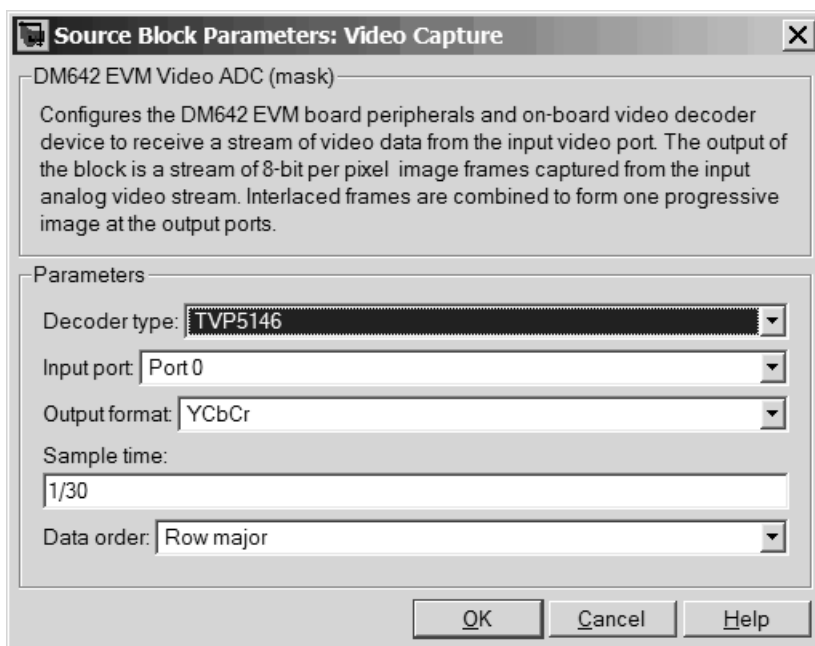 Source Block Parameters: Video Capture
DM642 EVM Video ADC (mask)
Configures the DM642 EVM board peripherals and on-board video decoder
device to receive a stream of video data from the input video port. The output of
the block is a stream of 8-bit per pixel image frames captured from the input
analog video stream. Interlaced frames are combined to form one progressive
image at the output ports.
Parameters
Decoder type: TVP5146
Input port: Port 0
Output format: YCbCr
Sample time:
1/30
Data order: Row major
OK Cancel Help